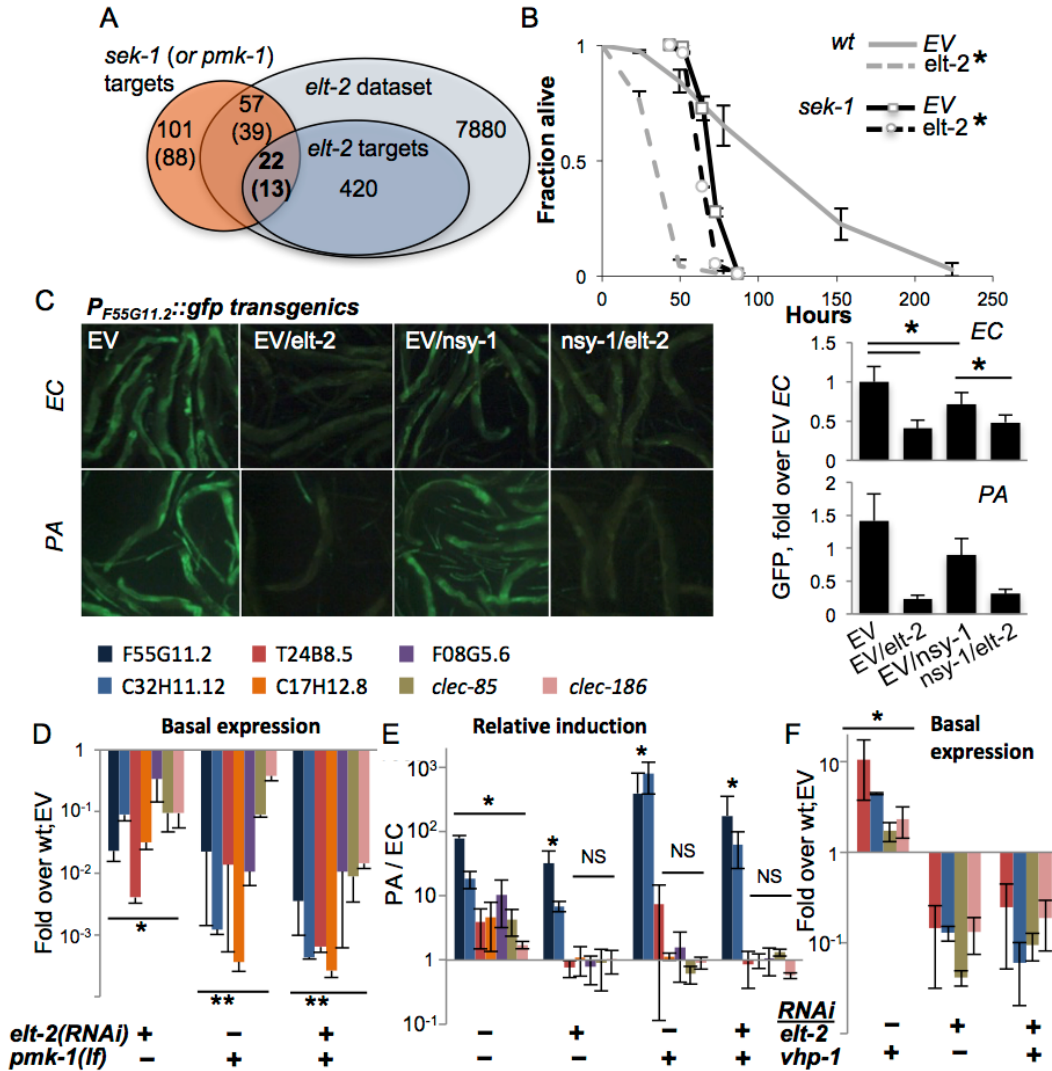 A
sek-1 (or pmk-1)
targets
57
(39)
101
(88)
22
(13)
elt-2 dataset
elt-2 targets
420
7880
B
wt
EV
elt-2 *
sek-1
EV
elt-2 *
Fraction alive
1
0.5
0
0 50 100 150 200 250
Hours
C
PF55G11.2::gfp transgenics
EV
EV/elt-2
EV/nsy-1
nsy-1/elt-2
EC
PA
* EC
*
1.5
1
0.5
0
PA
2
1.5
1
0.5
0
GFP, fold over EV EC
EV
EV/elt-2
EV/nsy-1
nsy-1/elt-2
F55G11.2 T24B8.5 F08G5.6
C32H11.12 C17H12.8 clec-85 clec-186
D
Basal expression
Fold over wt;EV
1
10-1
10-2
10-3
*
**
**
elt-2(RNAi) + – +
pmk-1(lf) – + +
E
Relative induction
PA / EC
10³
10²
10
1
10-1
*
*
NS
*
NS
*
NS
– + – +
– – + +
F
Basal
expression
*
Fold over wt;EV
10
1
10-1
RNAi
elt-2 – + +
vhp-1 + – +